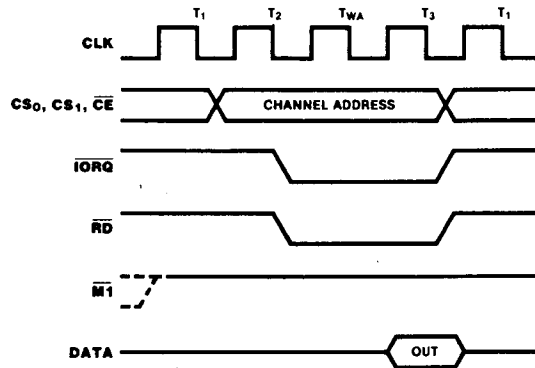 T1 T2 TWA T3 T1
CLK
CS0, CS1, CE CHANNEL ADDRESS
IORQ
RD
M1
DATA OUT